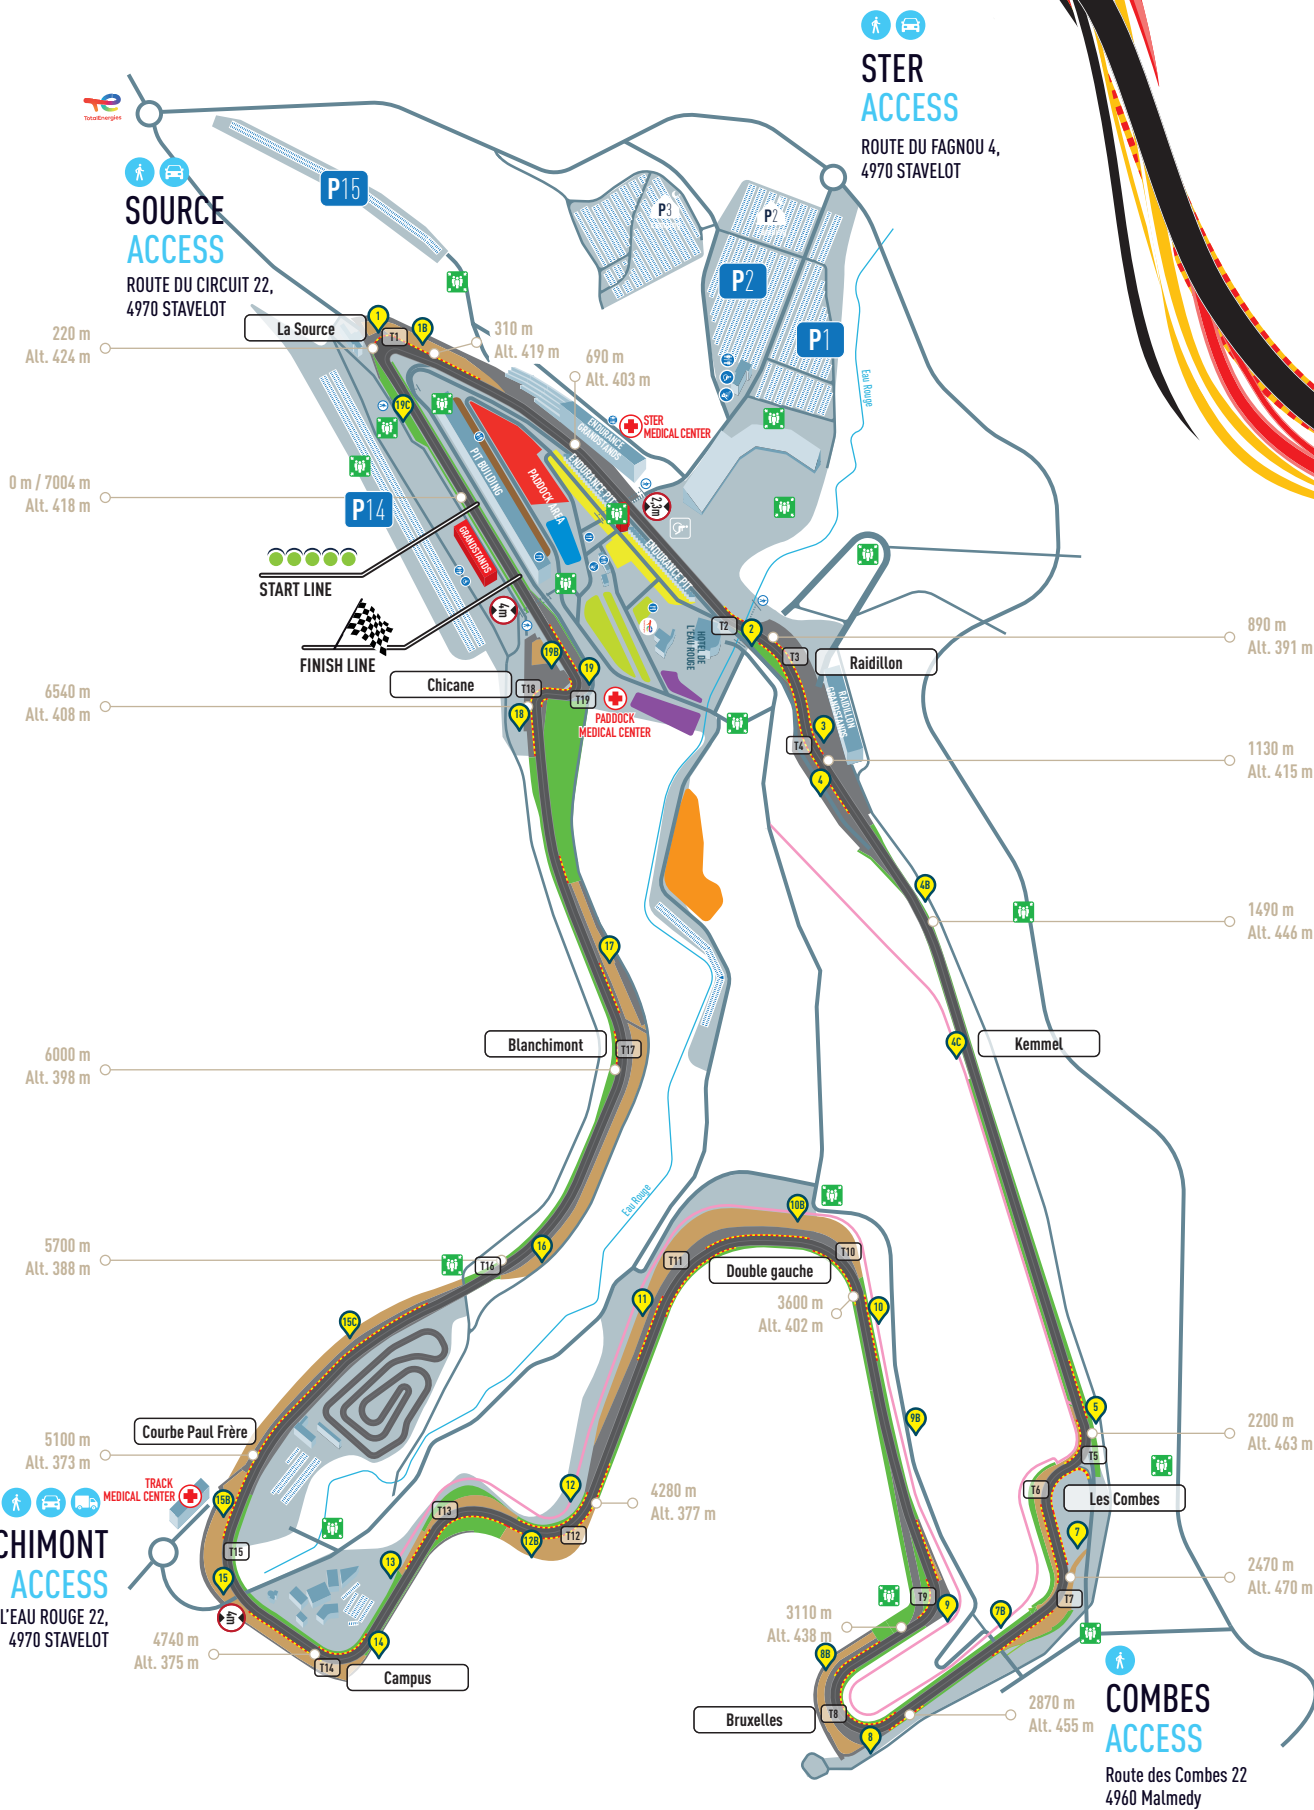 STER
ACCESS
ROUTE DU FAGNOU 4,
4970 STAVELOT
TotalEnergies
SOURCE
ACCESS
ROUTE DU CIRCUIT 22,
4970 STAVELOT
P15
P3
P2
P2
P1
P14
La Source
1
T1
1B
220 m
Alt. 424 m
310 m
Alt. 419 m
690 m
Alt. 403 m
Eau Rouge
19C
ENDURANCE
GRANDSTANDS
STER
MEDICAL CENTER
PIT BUILDING
PADDOCK AREA
ENDURANCE PIT
2,3m
ENDURANCE PIT
0 m / 7004 m
Alt. 418 m
GRANDSTANDS
START LINE
FINISH LINE
4m
HOTEL DE
L'EAU ROUGE
T2
2
T3
890 m
Alt. 391 m
Raidillon
RAIDILLON
GRANDSTANDS
3
T4
4
1130 m
Alt. 415 m
19B
19
Chicane
T18
T19
18
6540 m
Alt. 408 m
PADDOCK
MEDICAL CENTER
4B
1490 m
Alt. 446 m
17
4C
Kemmel
Blanchimont
T17
6000 m
Alt. 398 m
Eau Rouge
10B
T11
T10
Double gauche
3600 m
Alt. 402 m
10
11
16
T16
5700 m
Alt. 388 m
15C
9B
5
2200 m
Alt. 463 m
T5
T6
Les Combes
7
2470 m
Alt. 470 m
T7
7B
Courbe Paul Frère
5100 m
Alt. 373 m
TRACK
MEDICAL CENTER
15B
T15
15
4m
12
4280 m
Alt. 377 m
T13
12B
T12
13
CHIMONT
ACCESS
L'EAU ROUGE 22,
4970 STAVELOT
4740 m
Alt. 375 m
T14
14
Campus
T9
9
3110 m
Alt. 438 m
8B
T8
8
Bruxelles
2870 m
Alt. 455 m
COMBES
ACCESS
Route des Combes 22
4960 Malmedy